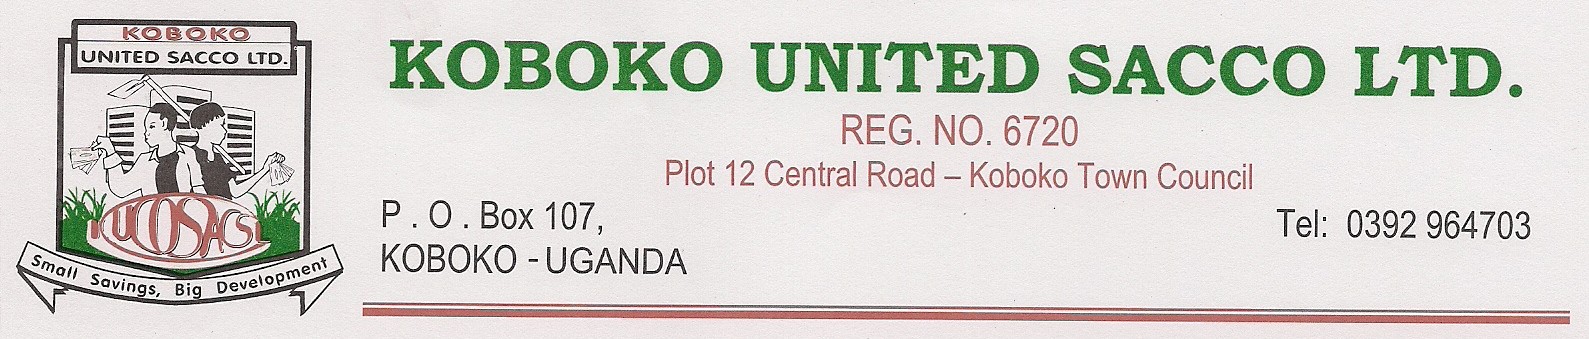 KOBOKO
UNITED SACCO LTD.
KUCOSACSL
Small Savings, Big Development
KOBOKO UNITED SACCO LTD.
REG. NO. 6720
Plot 12 Central Road – Koboko Town Council
P . O . Box 107,
KOBOKO - UGANDA
Tel: 0392 964703